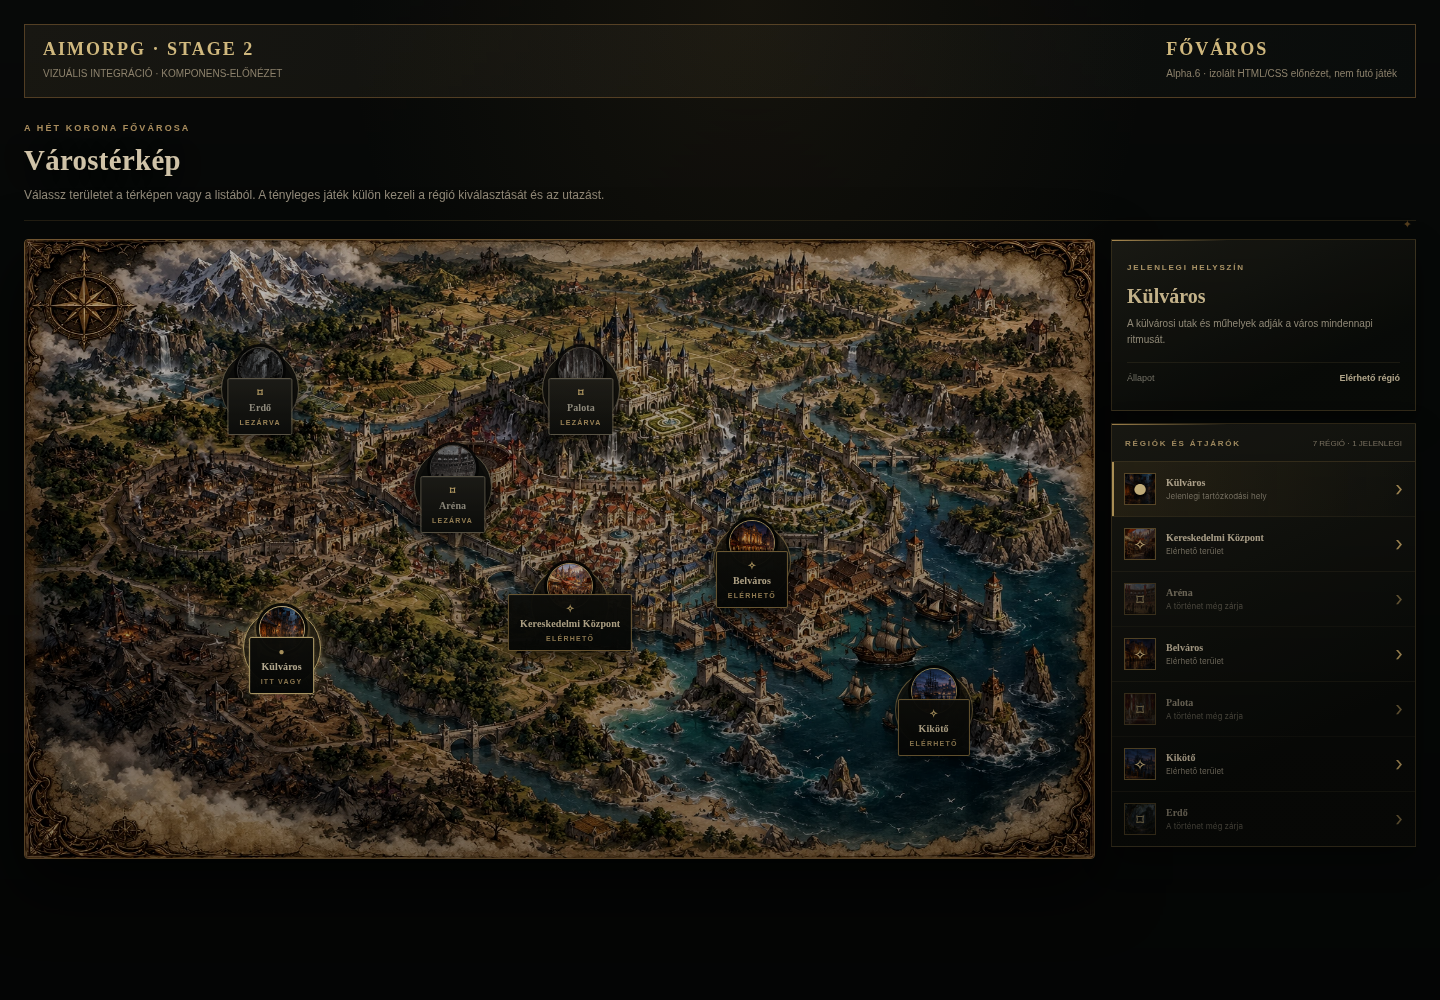 AIMORPG · STAGE 2
VIZUÁLIS INTEGRÁCIÓ · KOMPONENS-ELŐNÉZET
FŐVÁROS
Alpha.6 · izolált HTML/CSS előnézet, nem futó játék
A HÉT KORONA FŐVÁROSA
Várostérkép
Válassz területet a térképen vagy a listából. A tényleges játék külön kezeli a régió kiválasztását és az utazást.
Erdő
LEZÁRVA
Palota
LEZÁRVA
Aréna
LEZÁRVA
Belváros
ELÉRHETŐ
Kereskedelmi Központ
ELÉRHETŐ
Külváros
ITT VAGY
Kikötő
ELÉRHETŐ
JELENLEGI HELYSZÍN
Külváros
A külvárosi utak és műhelyek adják a város mindennapi
ritmusát.
Állapot
Elérhető régió
RÉGIÓK ÉS ÁTJÁRÓK
7 RÉGIÓ · 1 JELENLEGI
Külváros
Jelenlegi tartózkodási hely
Kereskedelmi Központ
Elérhető terület
Aréna
A történet még zárja
Belváros
Elérhető terület
Palota
A történet még zárja
Kikötő
Elérhető terület
Erdő
A történet még zárja